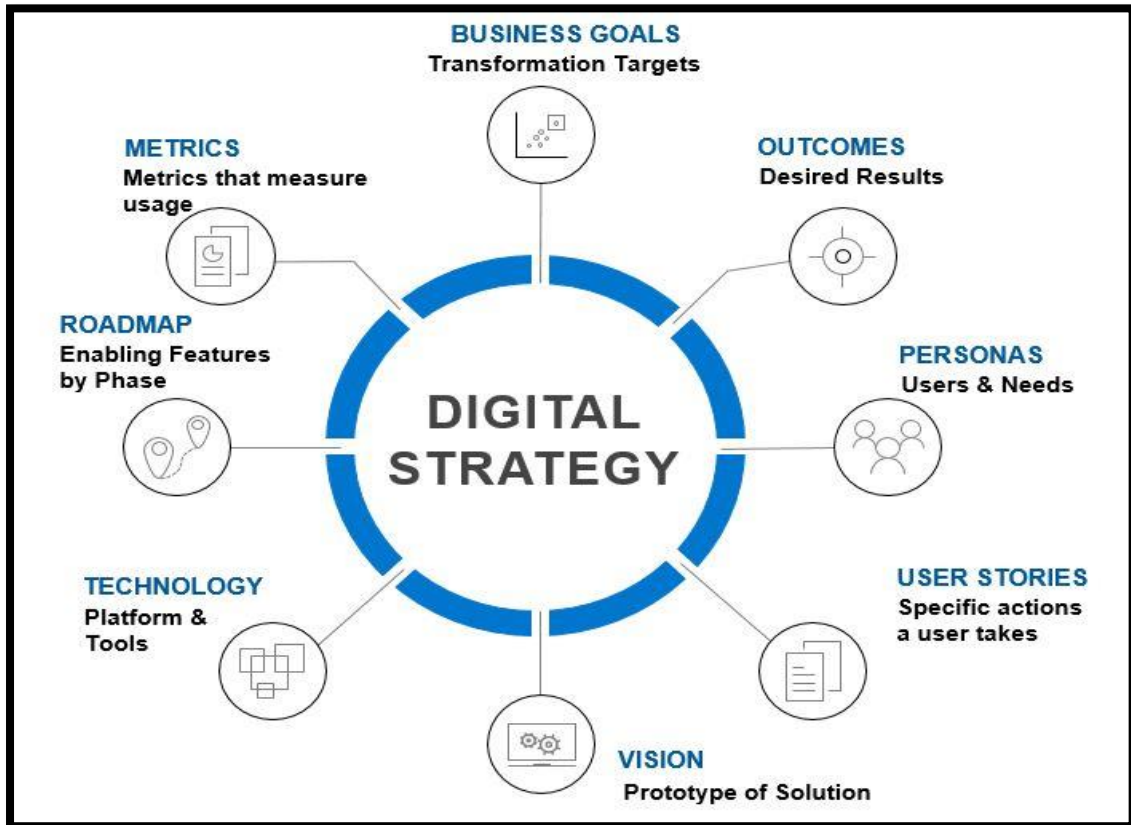 BUSINESS GOALS
Transformation Targets
OUTCOMES
Desired Results
PERSONAS
Users & Needs
USER STORIES
Specific actions
a user takes
VISION
Prototype of Solution
TECHNOLOGY
Platform &
Tools
ROADMAP
Enabling Features
by Phase
METRICS
Metrics that measure
usage
DIGITAL
STRATEGY